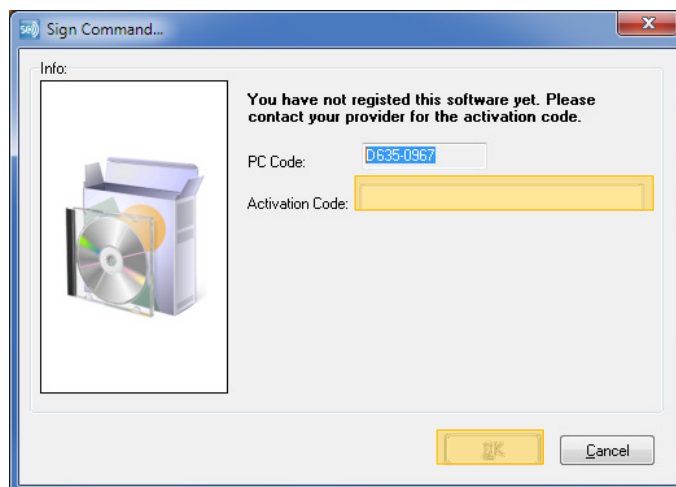 SC
Sign Command...
X
Info:
You have not registed this software yet. Please
contact your provider for the activation code.
PC Code:
D635-0967
Activation Code:
OK
Cancel